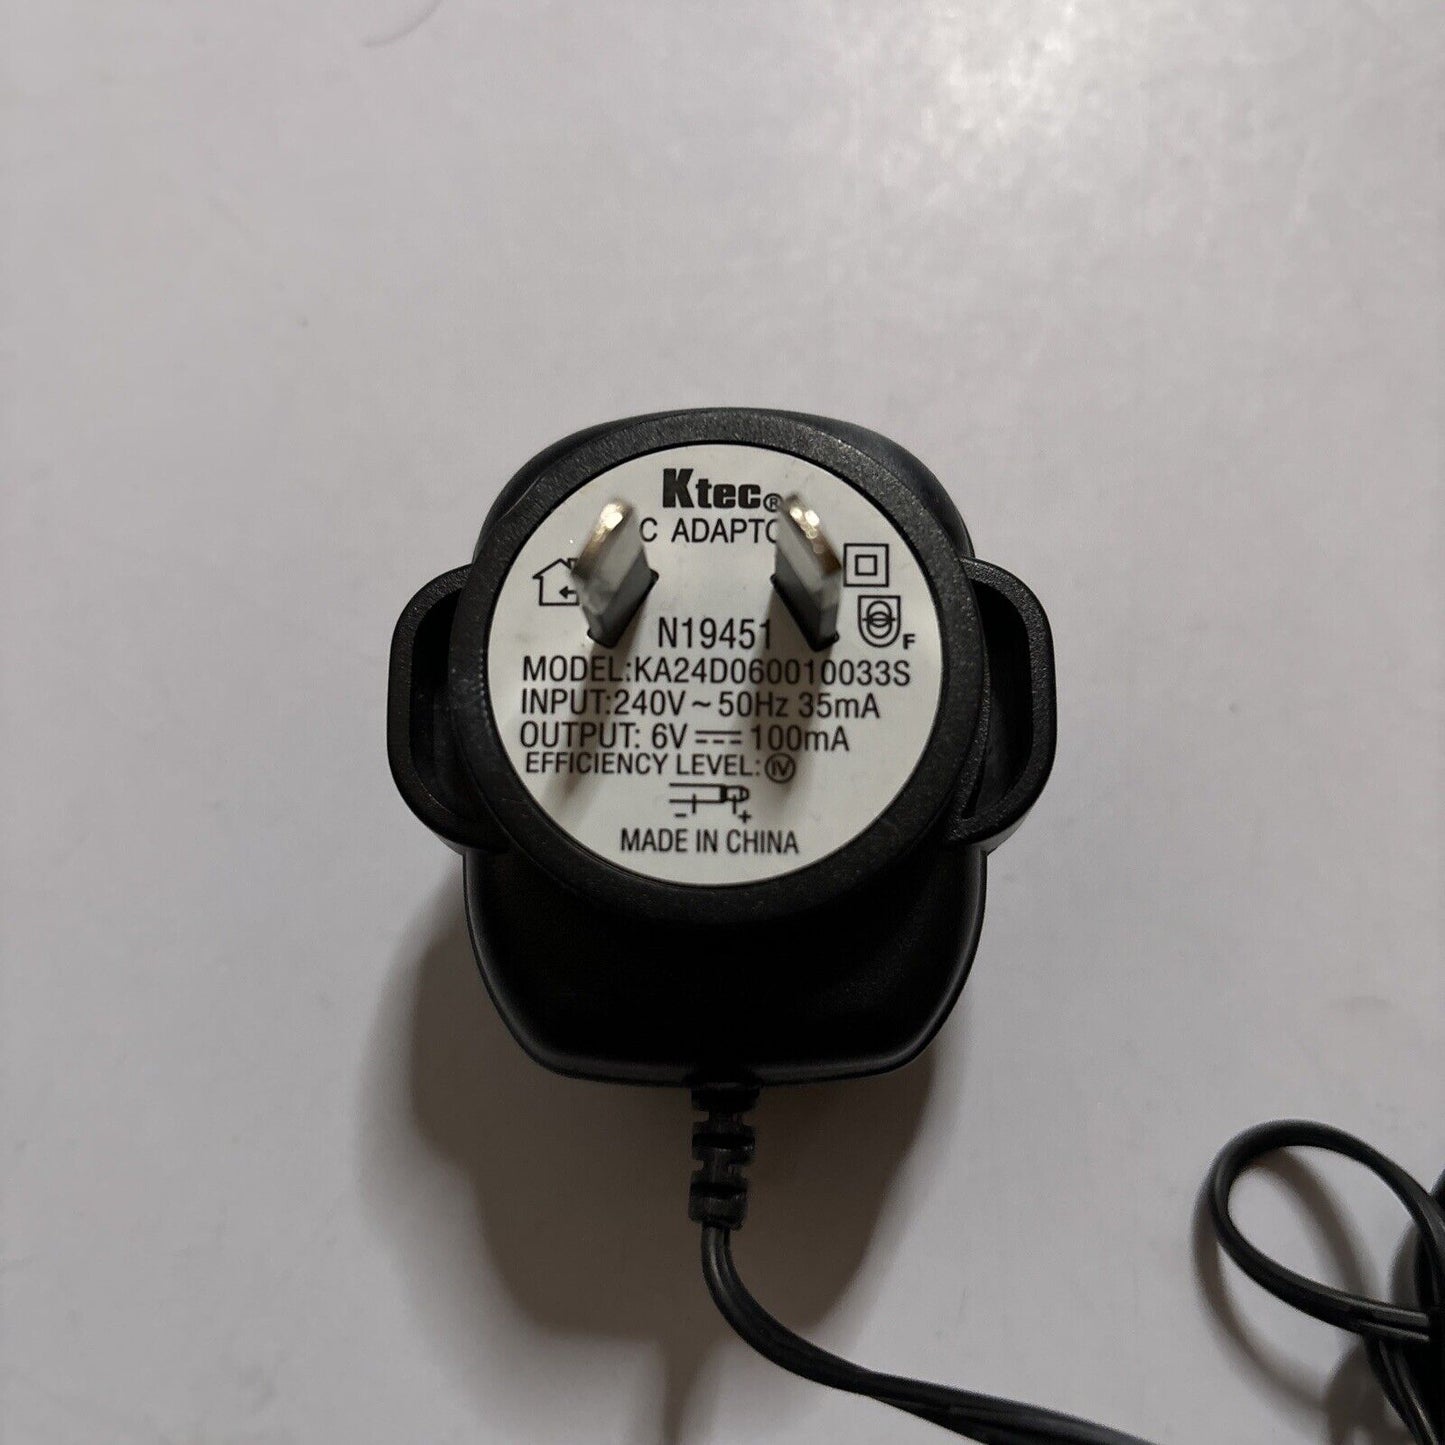 Ktec®
C ADAPTO
N19451
MODEL:KA24D060010033S
INPUT:240V ~ 50Hz 35mA
OUTPUT: 6V ⎓ 100mA
EFFICIENCY LEVEL: IV
F
- +
MADE IN CHINA